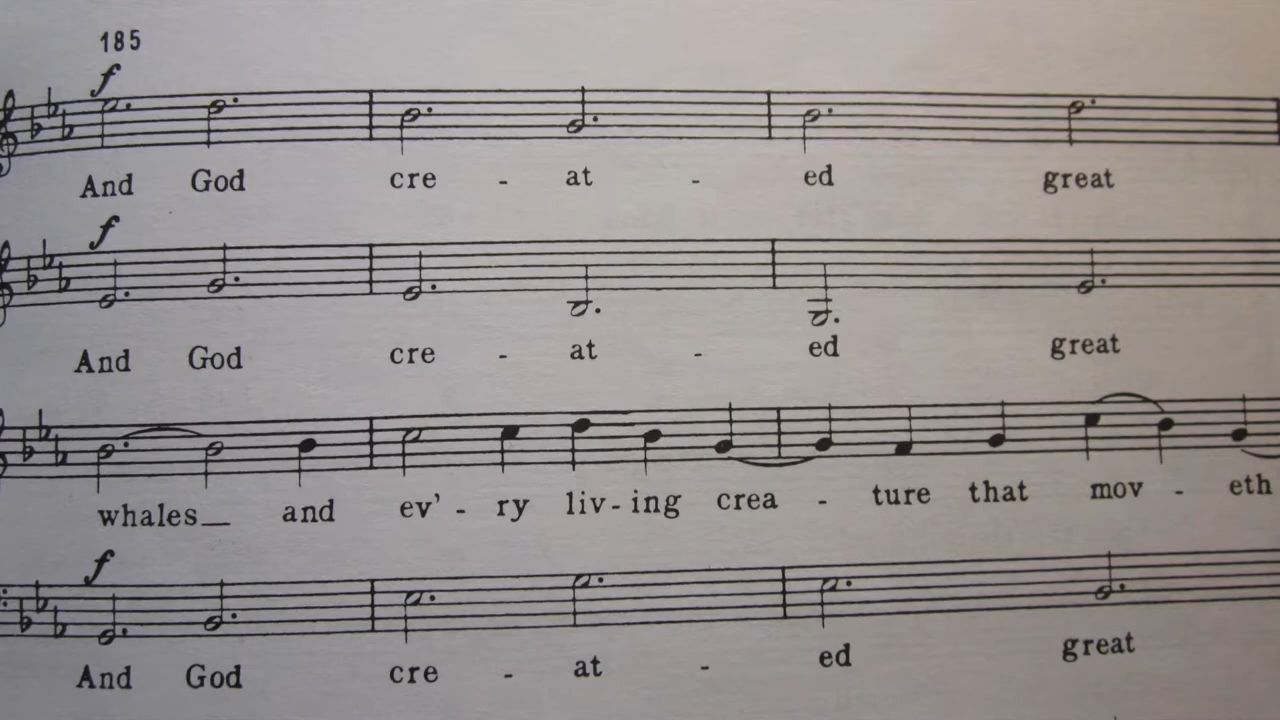 185
f
And God cre - at - ed great
f
And God cre - at - ed great
whales_ and ev' - ry liv - ing crea - ture that mov - eth
f
And God cre - at - ed great